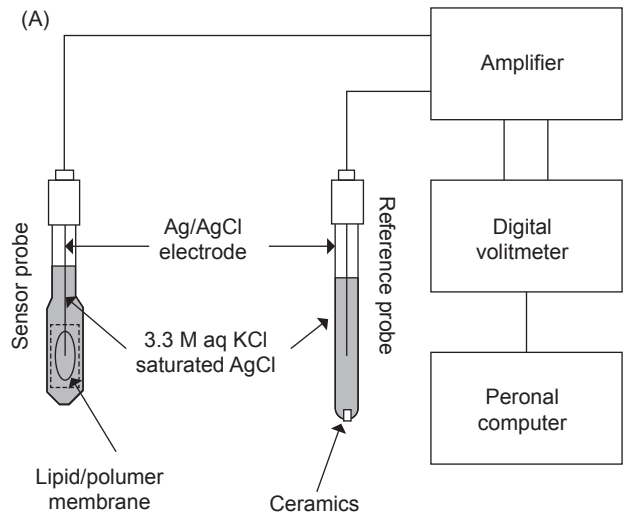 (A)
Amplifier
Sensor probe
Ag/AgCl
electrode
Reference probe
Digital
volitmeter
3.3 M aq KCl
saturated AgCl
Peronal
computer
Lipid/polumer
membrane
Ceramics